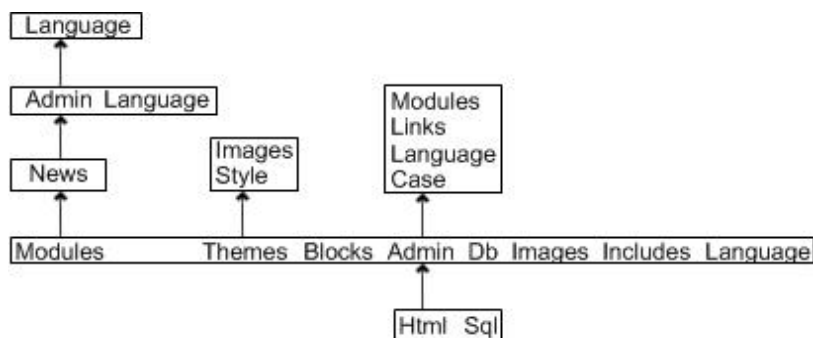 Language
Admin Language
Modules
Links
Language
Case
Images
Style
News
Modules Themes Blocks Admin Db Images Includes Language
Html Sql